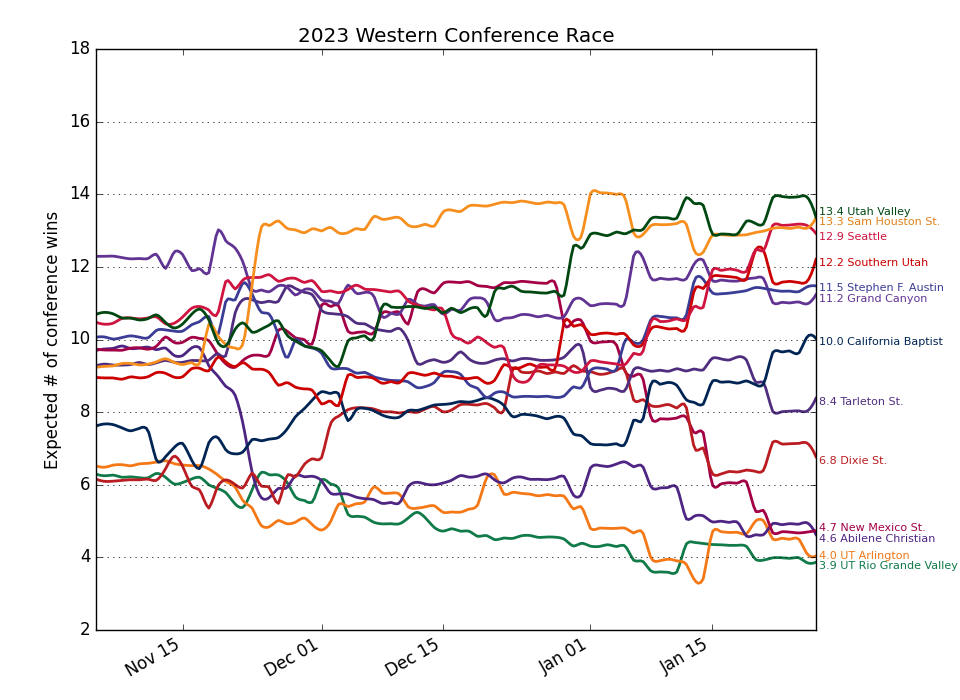 2023 Western Conference Race
Expected # of conference wins
18
16
14
12
10
8
6
4
2
Nov 15
Dec 01
Dec 15
Jan 01
Jan 15
13.4 Utah Valley
13.3 Sam Houston St.
12.9 Seattle
12.2 Southern Utah
11.5 Stephen F. Austin
11.2 Grand Canyon
10.0 California Baptist
8.4 Tarleton St.
6.8 Dixie St.
4.7 New Mexico St.
4.6 Abilene Christian
4.0 UT Arlington
3.9 UT Rio Grande Valley